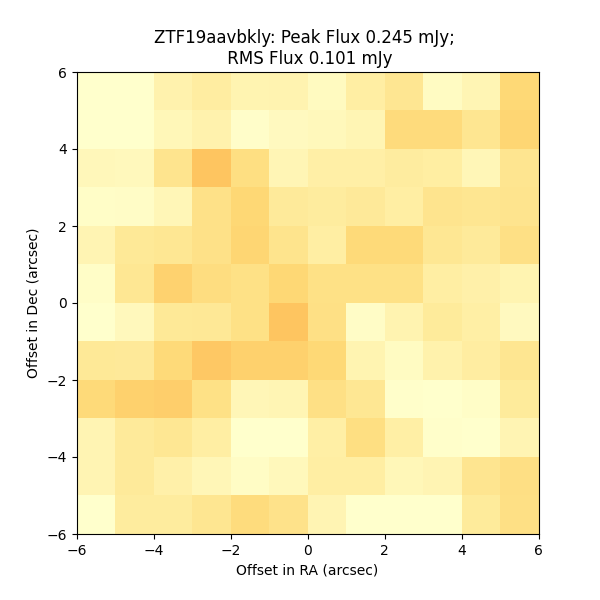 ZTF19aavbkly: Peak Flux 0.245 mJy;
RMS Flux 0.101 mJy
6
4
2
0
−2
−4
−6
Offset in Dec (arcsec)
−6 −4 −2 0 2 4 6
Offset in RA (arcsec)